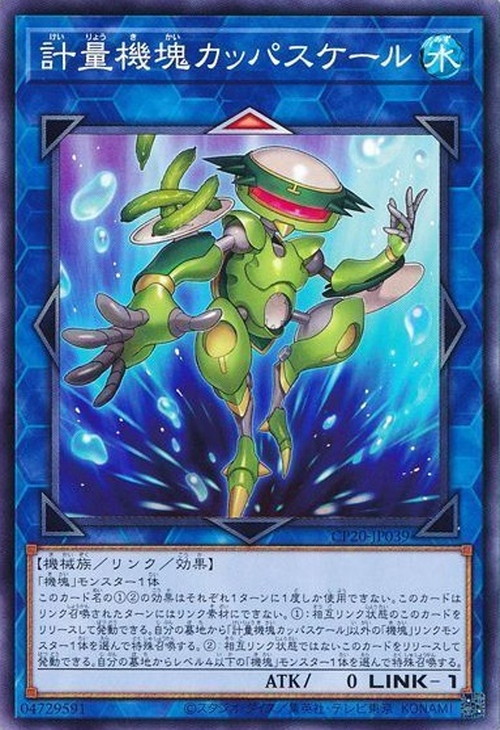 計量機塊カッパスケール 水
CP20-JP039
【機械族/リンク/効果】
「機塊」モンスター1体
このカード名の①②の効果はそれぞれ1ターンに1度しか使用できない。このカードは
リンク召喚されたターンにはリンク素材にできない。①:相互リンク状態のこのカードを
リリースして発動できる。自分の墓地から「計量機塊カッパスケール」以外の「機塊」リンクモン
スター1体を選んで特殊召喚する。②:相互リンク状態ではないこのカードをリリースして
発動できる。自分の墓地からレベル4以下の「機塊」モンスター1体を選んで特殊召喚する。
ATK/ 0 LINK-1
04729591 ©スタジオ・ダイス/集英社・テレビ東京 KONAMI